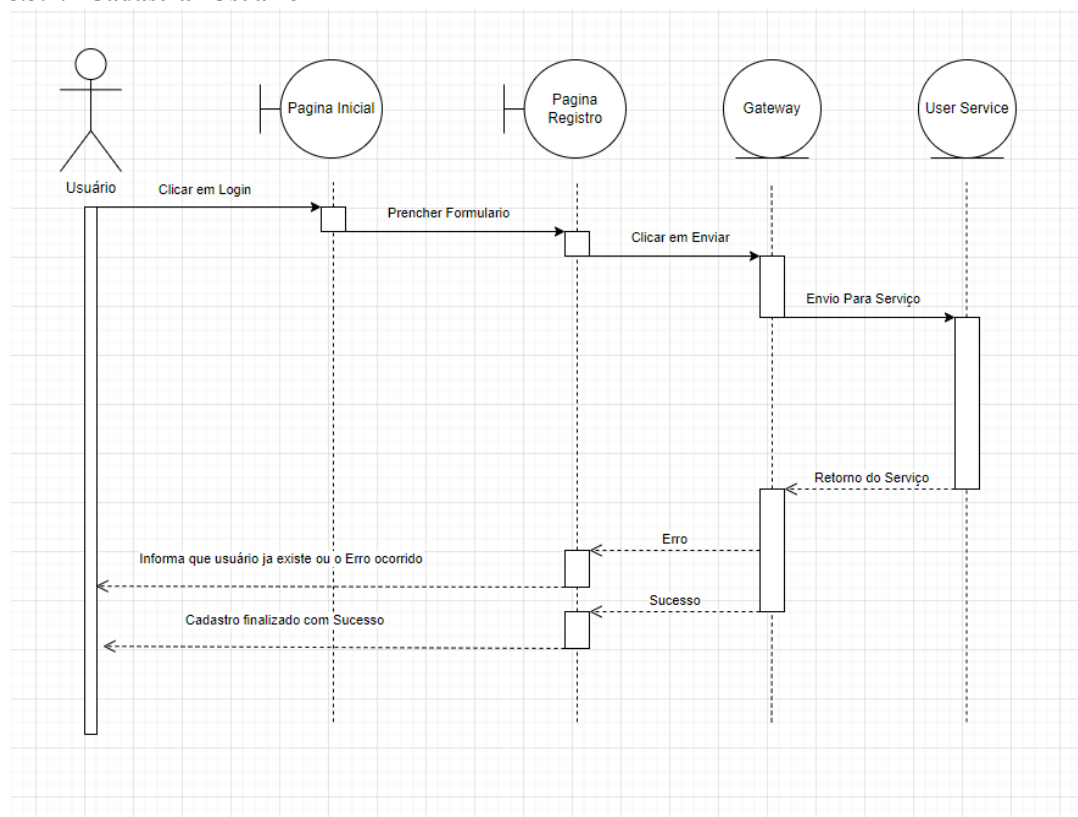 Pagina Inicial
Pagina
Registro
Gateway
User Service
Usuário
Clicar em Login
Prencher Formulario
Clicar em Enviar
Envio Para Serviço
Retorno do Serviço
Erro
Informa que usuário ja existe ou o Erro ocorrido
Sucesso
Cadastro finalizado com Sucesso